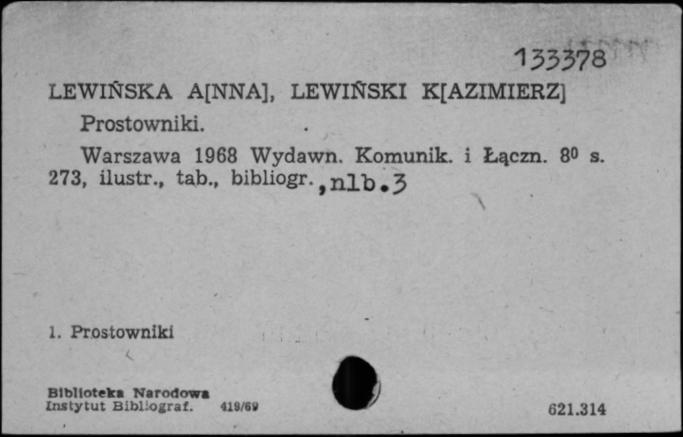 133378
LEWIŃSKA A[NNA], LEWIŃSKI K[AZIMIERZ]
Prostowniki.
Warszawa 1968 Wydawn. Komunik. i Łączn. 8⁰ s.
273, ilustr., tab., bibliogr., nlb.3
1. Prostowniki
Biblioteka Narodowa
Instytut Bibliograf. 419/69
621.314